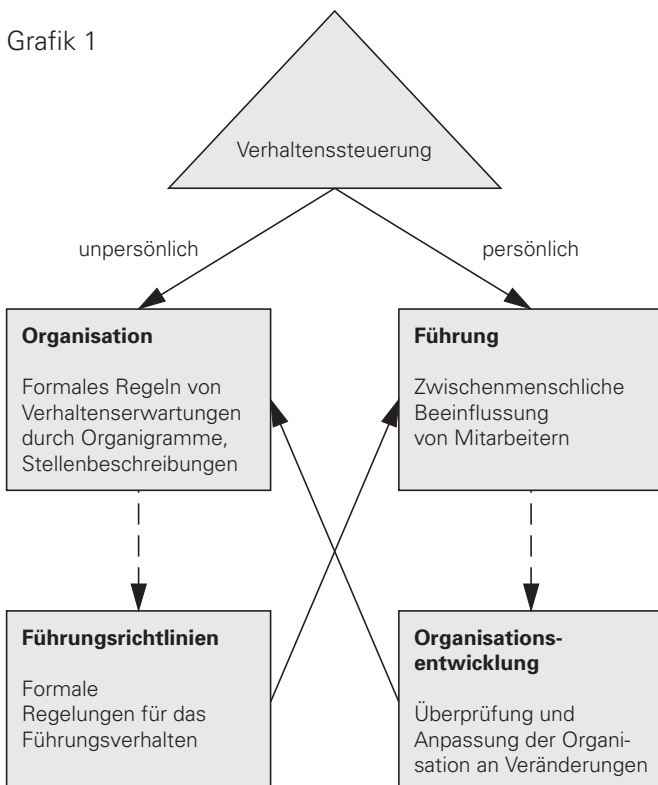 Grafik 1
Verhaltenssteuerung
unpersönlich
persönlich
Organisation
Formales Regeln von
Verhaltenserwartungen
durch Organigramme,
Stellenbeschreibungen
Führung
Zwischenmenschliche
Beeinflussung
von Mitarbeitern
Führungsrichtlinien
Formale
Regelungen für das
Führungsverhalten
Organisations-
entwicklung
Überprüfung und
Anpassung der Organi-
sation an Veränderungen